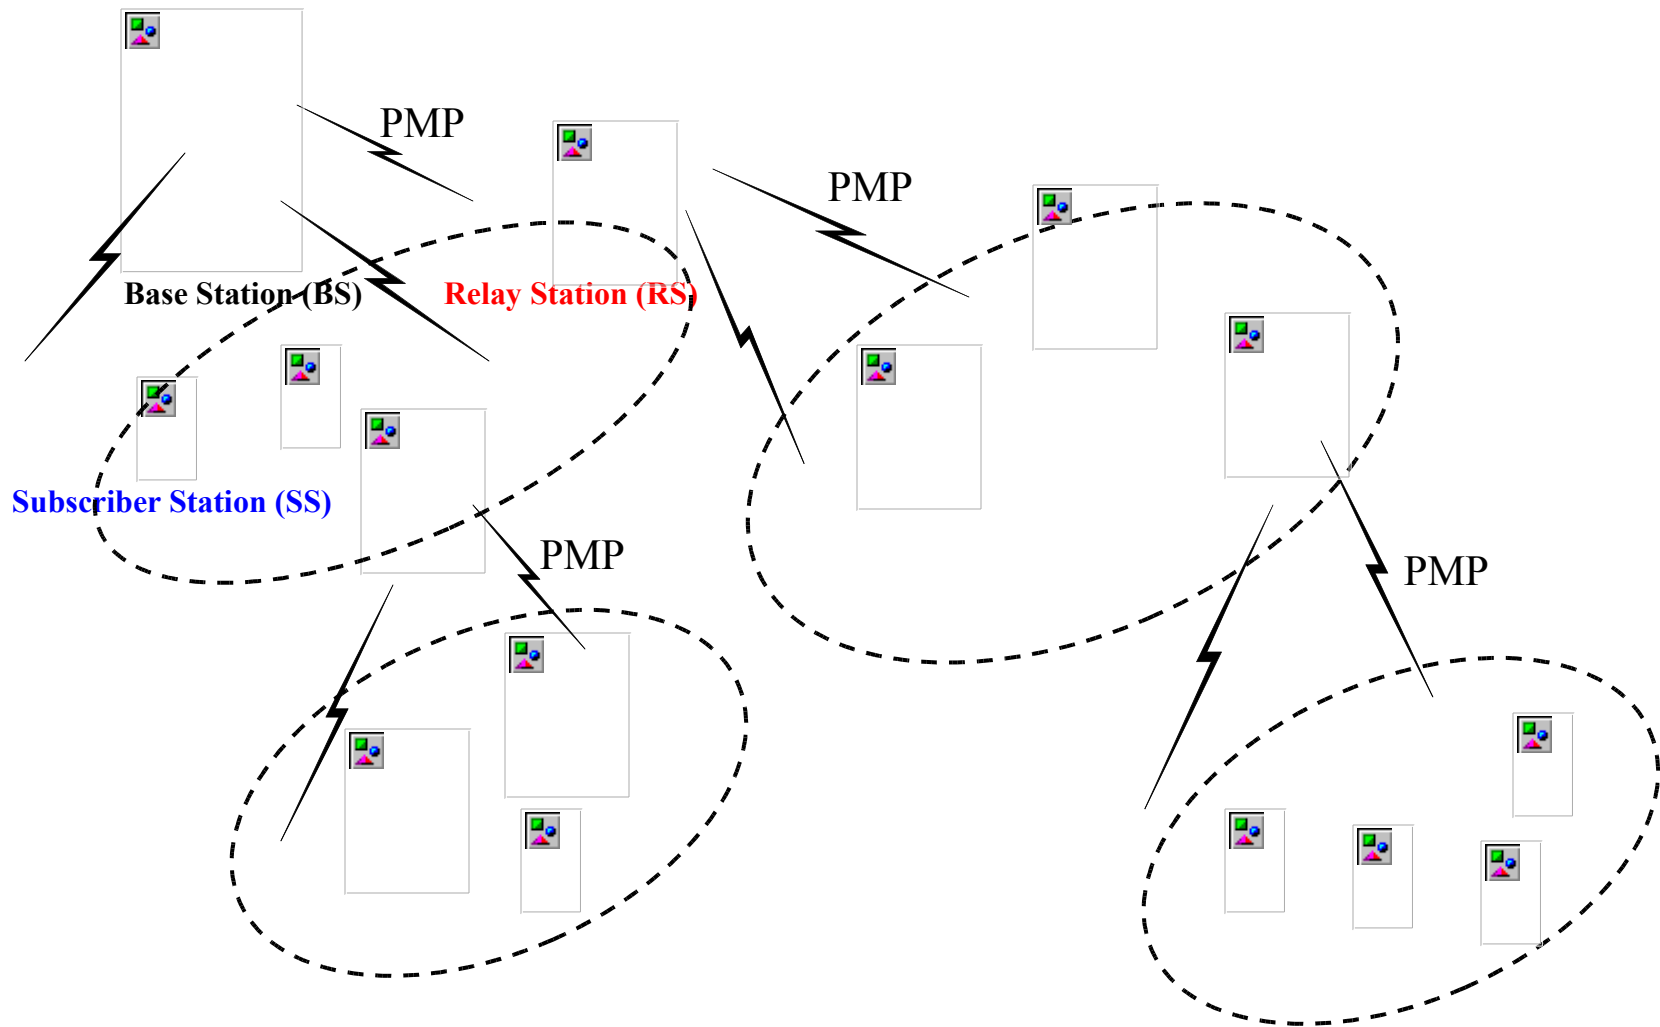 PMP
PMP
Base Station (BS)
Relay Station (RS)
Subscriber Station (SS)
PMP
PMP